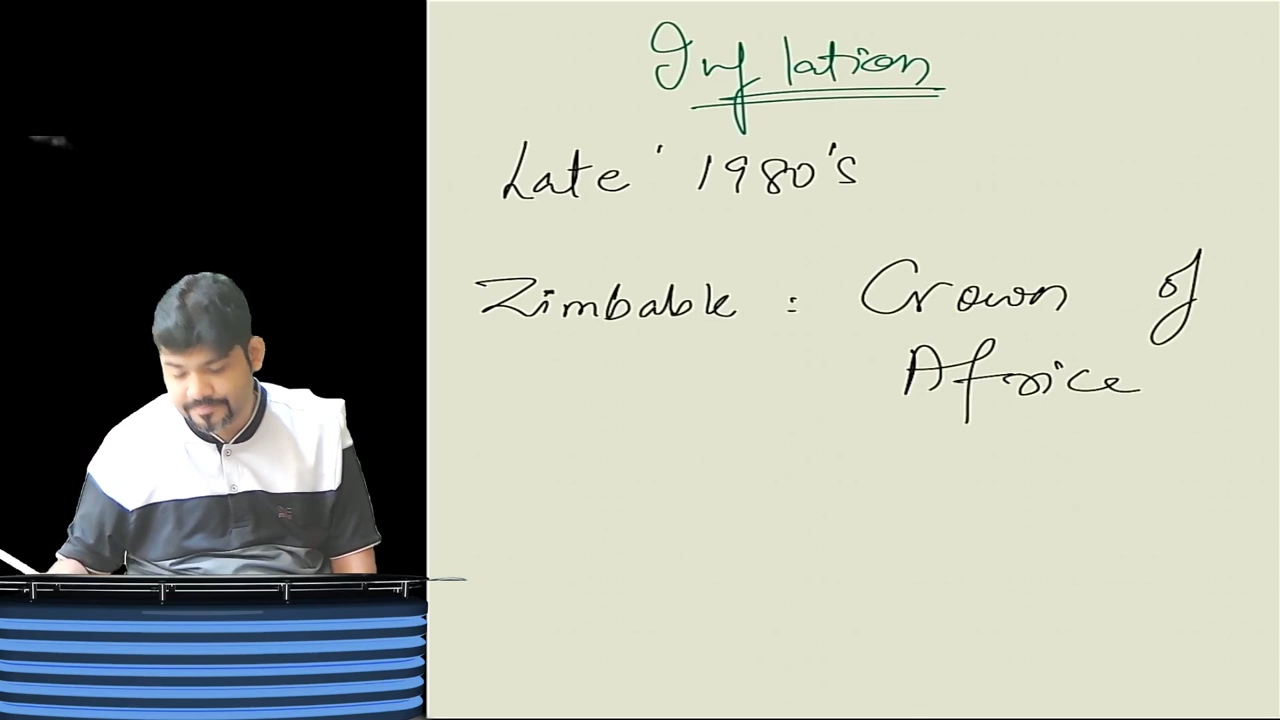 Inflation
Late ' 1980's
Zimbable : Crown of
Africe